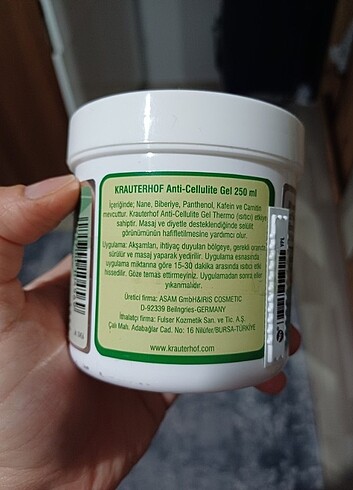 KRAUTERHOF Anti-Cellulite Gel 250 ml
İçeriğinde; Nane, Biberiye, Panthenol, Kafein ve Carnitin
mevcuttur. Krauterhof Anti-Cellulite Gel Thermo (ısıtıcı) etkiye
sahiptir. Masaj ve diyetle desteklendiğinde selülit
görünümünün hafifletilmesine yardımcı olur.
Uygulama: Akşamları, ihtiyaç duyulan bölgeye, gerekli oranda
sürülür ve masaj yaparak yedirilir. Uygulama esnasında
uygulama miktarına göre 15-30 dakika arasında ısıtıcı etki
hissedilir. Göze temas ettirmeyiniz. Uygulamadan sonra eller
yıkanmalıdır.
Üretici firma: ASAM GmbH&IRIS COSMETIC
D-92339 Beilngries-GERMANY
İthalatçı firma: Fulser Kozmetik San. ve Tic. A.Ş.
Çalı Mah. Adabağlar Cad. No: 16 Nilüfer/BURSA-TÜRKİYE
www.krauterhof.com